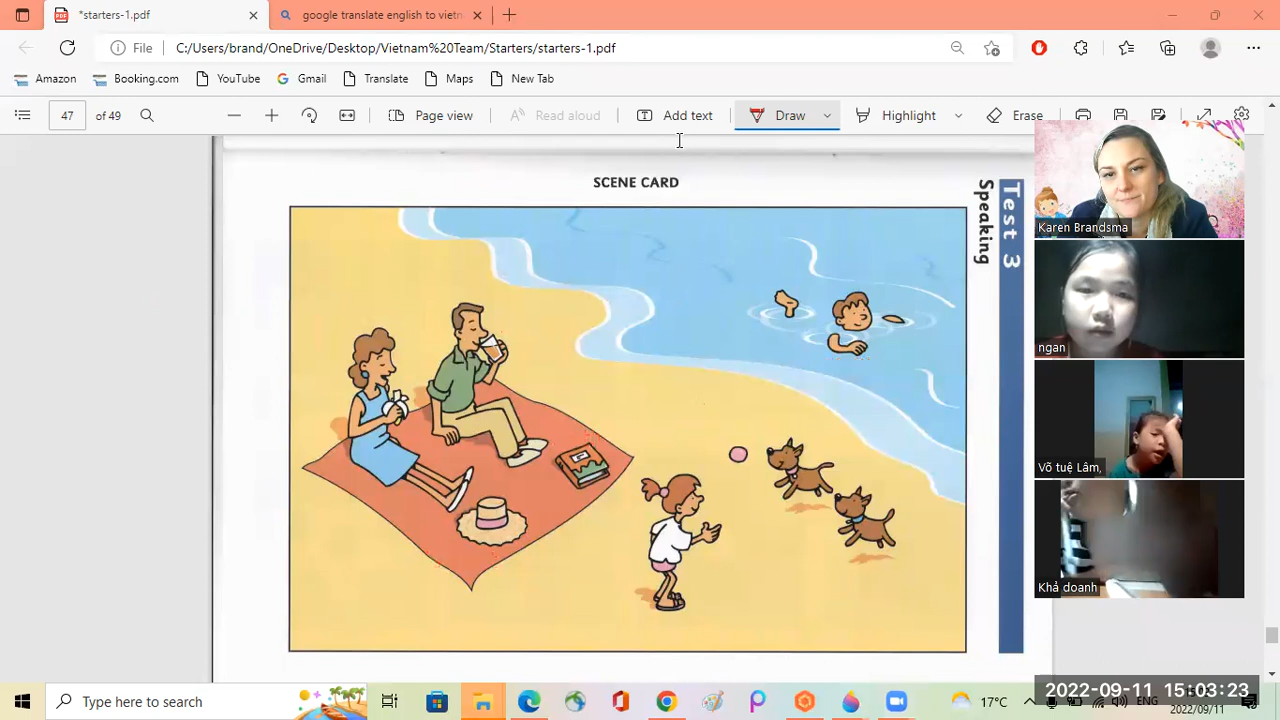 *starters-1.pdf
google translate english to vietn
File
C:/Users/brand/OneDrive/Desktop/Vietnam%20Team/Starters/starters-1.pdf
Amazon
Booking.com
YouTube
Gmail
Translate
Maps
New Tab
47
of 49
Page view
Read aloud
Add text
Draw
Highlight
Erase
SCENE CARD
Test 3
Speaking
Karen Brandsma
ngan
Võ tuệ Lâm,
Khả doanh
Type here to search
17°C
ENG
2022-09-11 15:03:23
2022/09/11